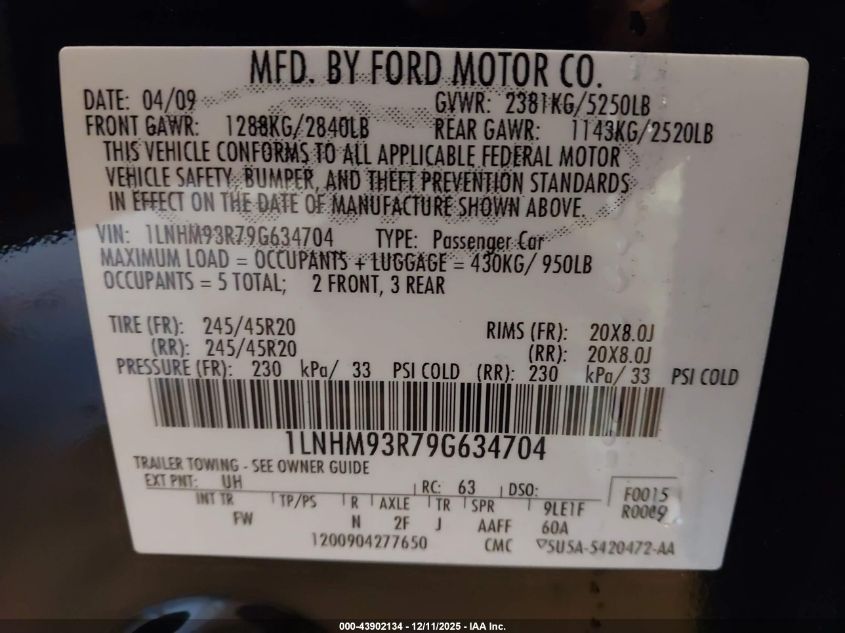 MFD. BY FORD MOTOR CO.
DATE: 04/09 GVWR: 2381KG/5250LB
FRONT GAWR: 1288KG/2840LB REAR GAWR: 1143KG/2520LB
THIS VEHICLE CONFORMS TO ALL APPLICABLE FEDERAL MOTOR
VEHICLE SAFETY, BUMPER, AND THEFT PREVENTION STANDARDS
IN EFFECT ON THE DATE OF MANUFACTURE SHOWN ABOVE.
VIN: 1LNHM93R79G634704 TYPE: Passenger Car
MAXIMUM LOAD = OCCUPANTS + LUGGAGE = 430KG/ 950LB
OCCUPANTS = 5 TOTAL; 2 FRONT, 3 REAR
TIRE (FR): 245/45R20 RIMS (FR): 20X8.0J
(RR): 245/45R20 (RR): 20X8.0J
PRESSURE (FR): 230 kPa/ 33 PSI COLD (RR): 230 kPa/ 33 PSI COLD
1LNHM93R79G634704
TRAILER TOWING - SEE OWNER GUIDE
EXT PNT: UH RC: 63 DSO: F0015
INT TR TP/PS R AXLE TR SPR 9LE1F R0009
FW N 2F J AAFF 60A
1200904277650 CMC ▽5U5A-5420472-AA
000-43902134 - 12/11/2025 - IAA Inc.